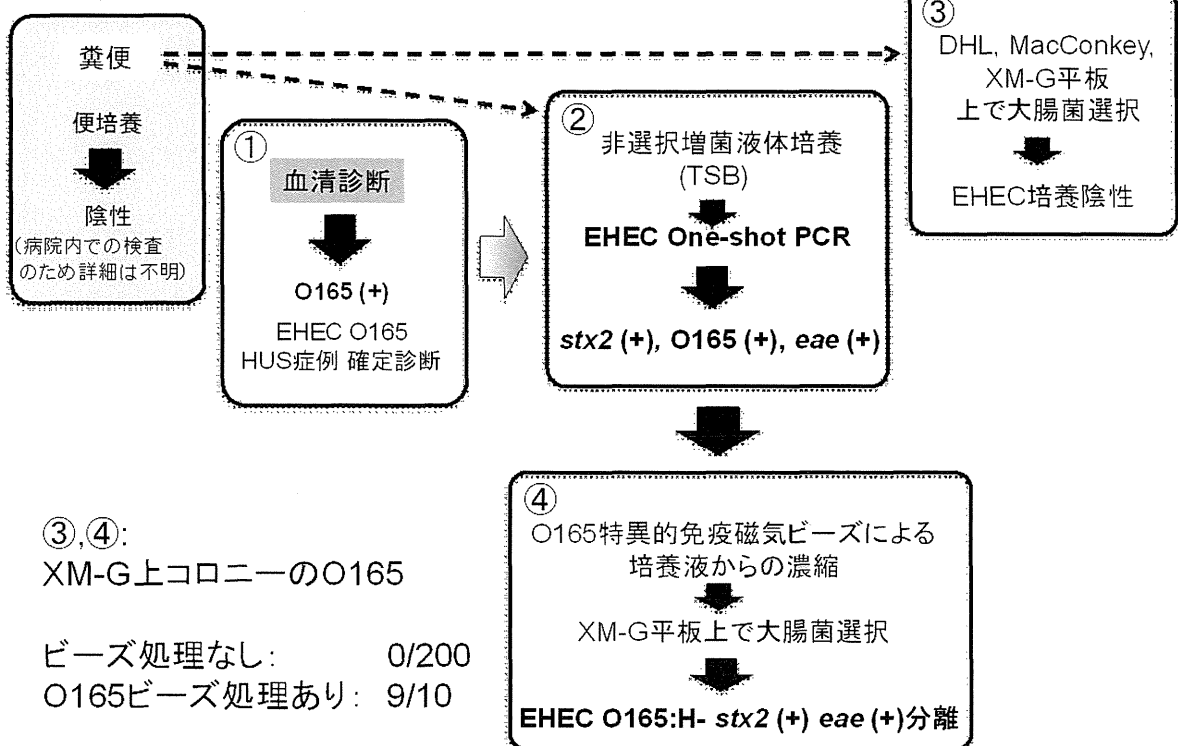 糞便
便培養
陰性
(病院内での検査
のため詳細は不明)
①
血清診断
O165 (+)
EHEC O165
HUS症例 確定診断
②
非選択増菌液体培養
(TSB)
EHEC One-shot PCR
stx2 (+), O165 (+), eae (+)
③
DHL, MacConkey,
XM-G平板
上で大腸菌選択
EHEC培養陰性
④
O165特異的免疫磁気ビーズによる
培養液からの濃縮
XM-G平板上で大腸菌選択
EHEC O165:H- stx2 (+) eae (+)分離
③,④:
XM-G上コロニーのO165
ビーズ処理なし: 0/200
O165ビーズ処理あり: 9/10